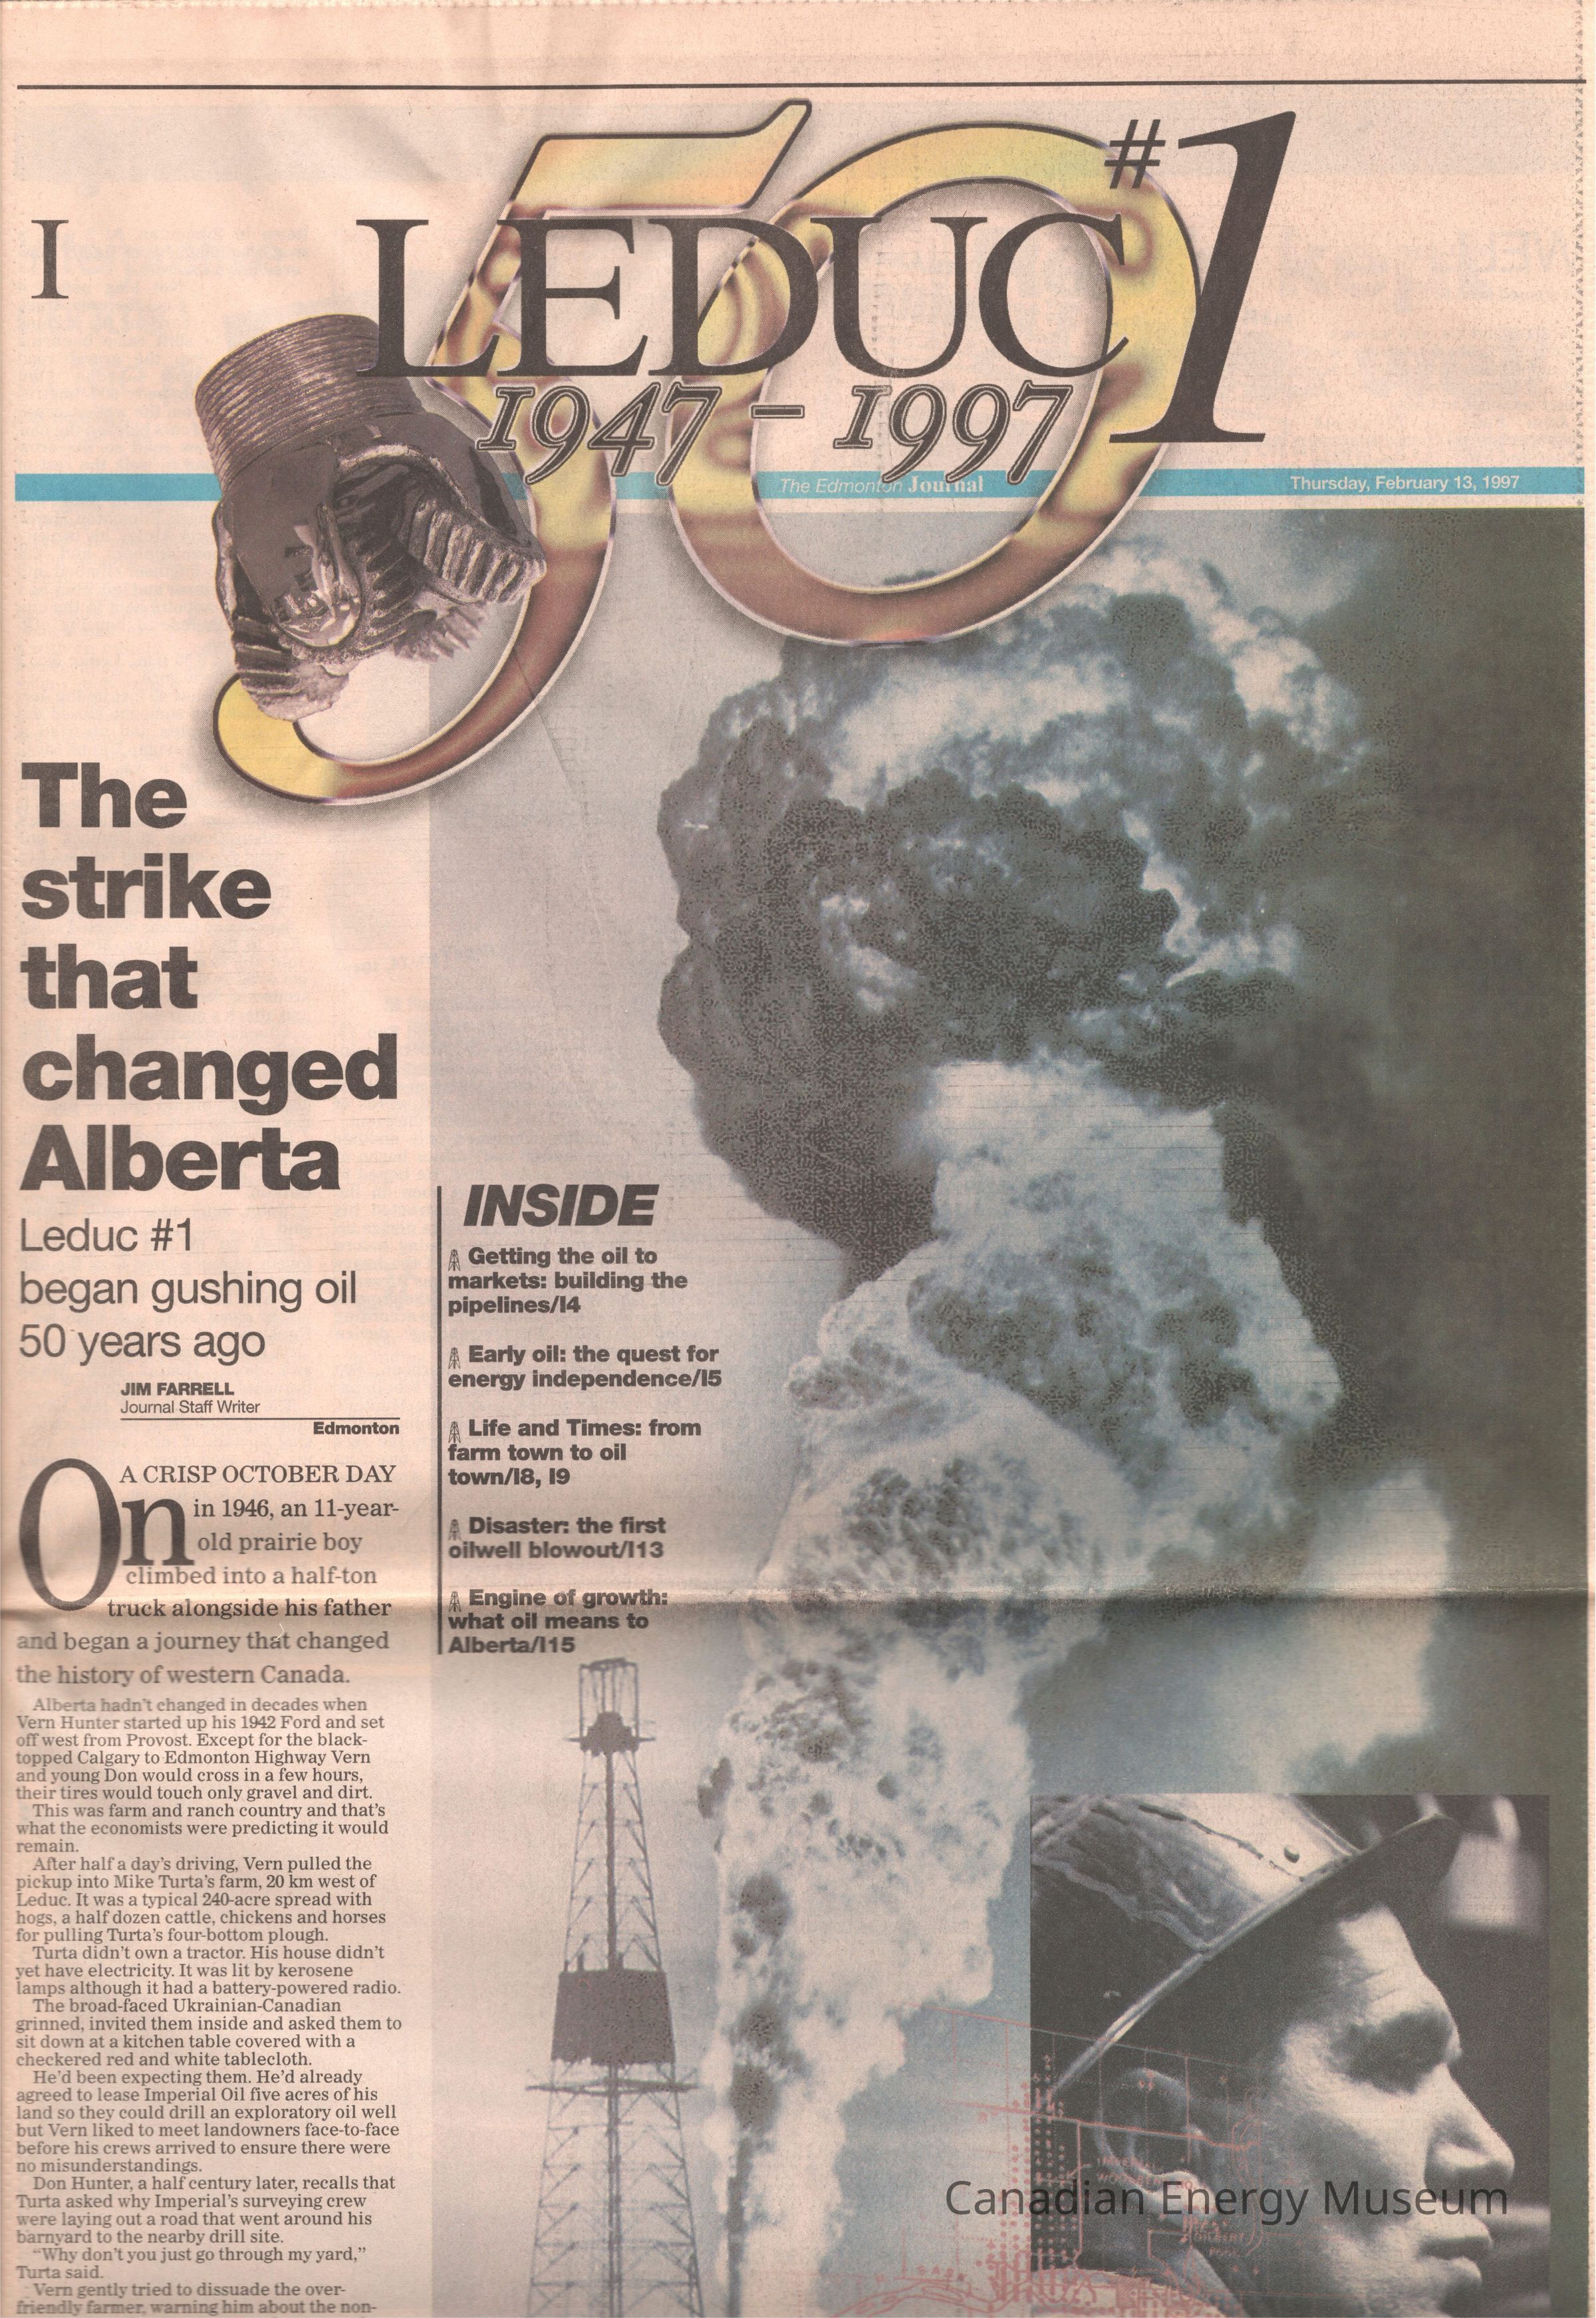 I
50
LEDUC #1
1947 – 1997
The Edmonton Journal
Thursday, February 13, 1997
The
strike
that
changed
Alberta
Leduc #1
began gushing oil
50 years ago
JIM FARRELL
Journal Staff Writer
Edmonton
On A CRISP OCTOBER DAY
in 1946, an 11-year-
old prairie boy
climbed into a half-ton
truck alongside his father
and began a journey that changed
the history of western Canada.
Alberta hadn't changed in decades when
Vern Hunter started up his 1942 Ford and set
off west from Provost. Except for the black-
topped Calgary to Edmonton Highway Vern
and young Don would cross in a few hours,
their tires would touch only gravel and dirt.
This was farm and ranch country and that's
what the economists were predicting it would
remain.
After half a day's driving, Vern pulled the
pickup into Mike Turta's farm, 20 km west of
Leduc. It was a typical 240-acre spread with
hogs, a half dozen cattle, chickens and horses
for pulling Turta's four-bottom plough.
Turta didn't own a tractor. His house didn't
yet have electricity. It was lit by kerosene
lamps although it had a battery-powered radio.
The broad-faced Ukrainian-Canadian
grinned, invited them inside and asked them to
sit down at a kitchen table covered with a
checkered red and white tablecloth.
He'd been expecting them. He'd already
agreed to lease Imperial Oil five acres of his
land so they could drill an exploratory oil well
but Vern liked to meet landowners face-to-face
before his crews arrived to ensure there were
no misunderstandings.
Don Hunter, a half century later, recalls that
Turta asked why Imperial's surveying crew
were laying out a road that went around his
barnyard to the nearby drill site.
“Why don't you just go through my yard,”
Turta said.
Vern gently tried to dissuade the over-
friendly farmer, warning him about the non-
INSIDE
Getting the oil to
markets: building the
pipelines/I4
Early oil: the quest for
energy independence/I5
Life and Times: from
farm town to oil
town/I8, I9
Disaster: the first
oilwell blowout/I13
Engine of growth:
what oil means to
Alberta/I15
Canadian Energy Museum